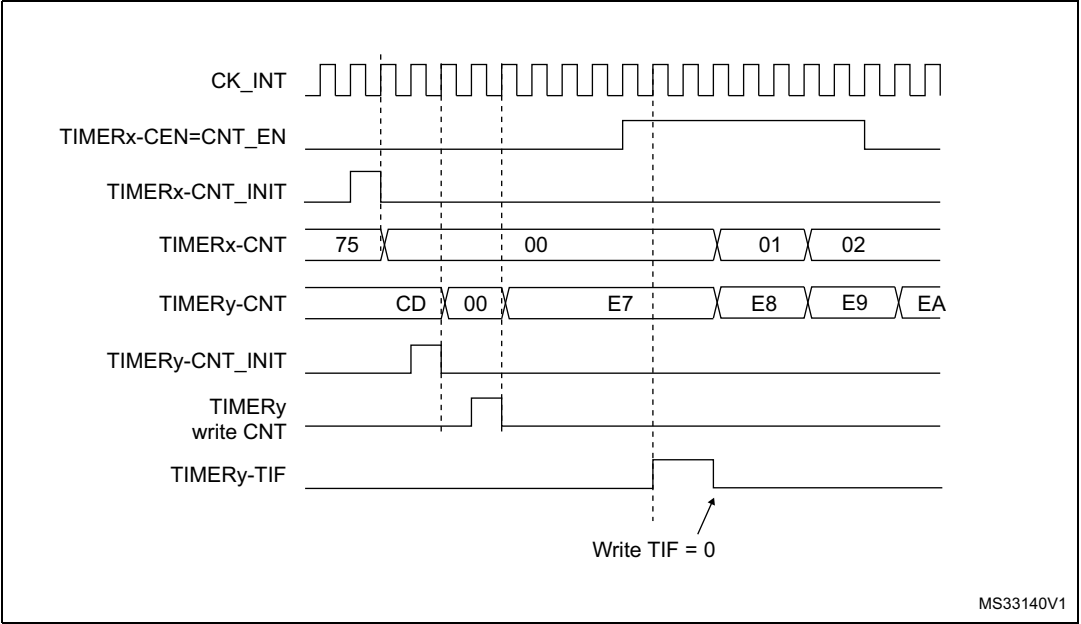 CK_INT
TIMERx-CEN=CNT_EN
TIMERx-CNT_INIT
TIMERx-CNT 75 00 01 02
TIMERy-CNT CD 00 E7 E8 E9 EA
TIMERy-CNT_INIT
TIMERy
write CNT
TIMERy-TIF
Write TIF = 0
MS33140V1